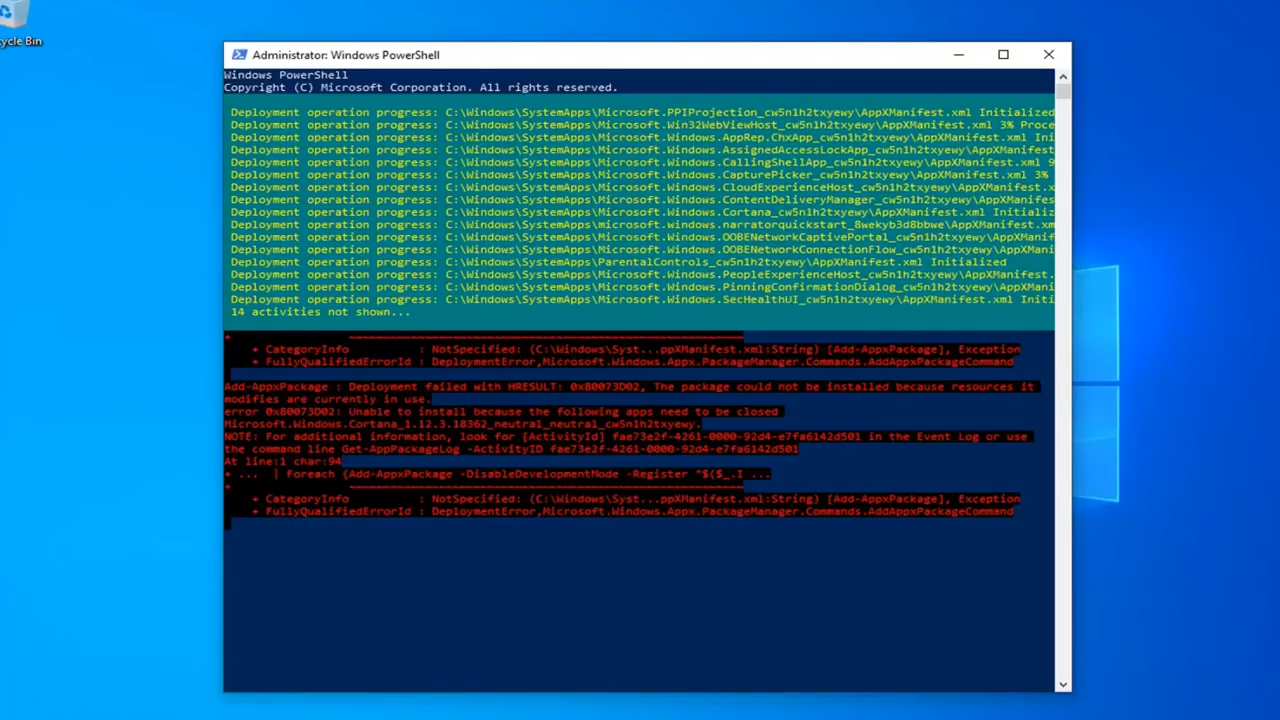 ycle Bin
Administrator: Windows PowerShell
Windows PowerShell
Copyright (C) Microsoft Corporation. All rights reserved.
Deployment operation progress: C:\Windows\SystemApps\Microsoft.PPIProjection_cw5n1h2txyewy\AppXManifest.xml Initialized
Deployment operation progress: C:\Windows\SystemApps\Microsoft.Win32WebViewHost_cw5n1h2txyewy\AppXManifest.xml 3% Proce
Deployment operation progress: C:\Windows\SystemApps\Microsoft.Windows.AppRep.ChxApp_cw5n1h2txyewy\AppXManifest.xml Ini
Deployment operation progress: C:\Windows\SystemApps\Microsoft.Windows.AssignedAccessLockApp_cw5n1h2txyewy\AppXManifest
Deployment operation progress: C:\Windows\SystemApps\Microsoft.Windows.CallingShellApp_cw5n1h2txyewy\AppXManifest.xml 9
Deployment operation progress: C:\Windows\SystemApps\Microsoft.Windows.CapturePicker_cw5n1h2txyewy\AppXManifest.xml 3%
Deployment operation progress: C:\Windows\SystemApps\Microsoft.Windows.CloudExperienceHost_cw5n1h2txyewy\AppXManifest.x
Deployment operation progress: C:\Windows\SystemApps\Microsoft.Windows.ContentDeliveryManager_cw5n1h2txyewy\AppXManifes
Deployment operation progress: C:\Windows\SystemApps\Microsoft.Windows.Cortana_cw5n1h2txyewy\AppXManifest.xml Initializ
Deployment operation progress: C:\Windows\SystemApps\Microsoft.Windows.narratorquickstart_8wekyb3d8bbwe\AppXManifest.xm
Deployment operation progress: C:\Windows\SystemApps\Microsoft.Windows.OOBENetworkCaptivePortal_cw5n1h2txyewy\AppXManif
Deployment operation progress: C:\Windows\SystemApps\Microsoft.Windows.OOBENetworkConnectionFlow_cw5n1h2txyewy\AppXMani
Deployment operation progress: C:\Windows\SystemApps\ParentalControls_cw5n1h2txyewy\AppXManifest.xml Initialized
Deployment operation progress: C:\Windows\SystemApps\Microsoft.Windows.PeopleExperienceHost_cw5n1h2txyewy\AppXManifest.
Deployment operation progress: C:\Windows\SystemApps\Microsoft.Windows.PinningConfirmationDialog_cw5n1h2txyewy\AppXMani
Deployment operation progress: C:\Windows\SystemApps\Microsoft.Windows.SecHealthUI_cw5n1h2txyewy\AppXManifest.xml Initi
14 activities not shown...
+ ~~~~~~~~~~~~~~~~~~~~~~~~~~~~~~~~~~~~~~~~~~~~~~~~~~~~~~~~~
+ CategoryInfo : NotSpecified: (C:\Windows\Syst...ppXManifest.xml:String) [Add-AppxPackage], Exception
+ FullyQualifiedErrorId : DeploymentError,Microsoft.Windows.Appx.PackageManager.Commands.AddAppxPackageCommand
Add-AppxPackage : Deployment failed with HRESULT: 0x80073D02, The package could not be installed because resources it
modifies are currently in use.
error 0x80073D02: Unable to install because the following apps need to be closed
Microsoft.Windows.Cortana_1.12.3.18362_neutral_neutral_cw5n1h2txyewy.
NOTE: For additional information, look for [ActivityId] fae73e2f-4261-0000-92d4-e7fa6142d501 in the Event Log or use
the command line Get-AppPackageLog -ActivityID fae73e2f-4261-0000-92d4-e7fa6142d501
At line:1 char:94
+ ... | Foreach {Add-AppxPackage -DisableDevelopmentMode -Register "$($_.I ...
+ ~~~~~~~~~~~~~~~~~~~~~~~~~~~~~~~~~~~~~~~~~~~~~~~~~~~~~~~~~
+ CategoryInfo : NotSpecified: (C:\Windows\Syst...ppXManifest.xml:String) [Add-AppxPackage], Exception
+ FullyQualifiedErrorId : DeploymentError,Microsoft.Windows.Appx.PackageManager.Commands.AddAppxPackageCommand